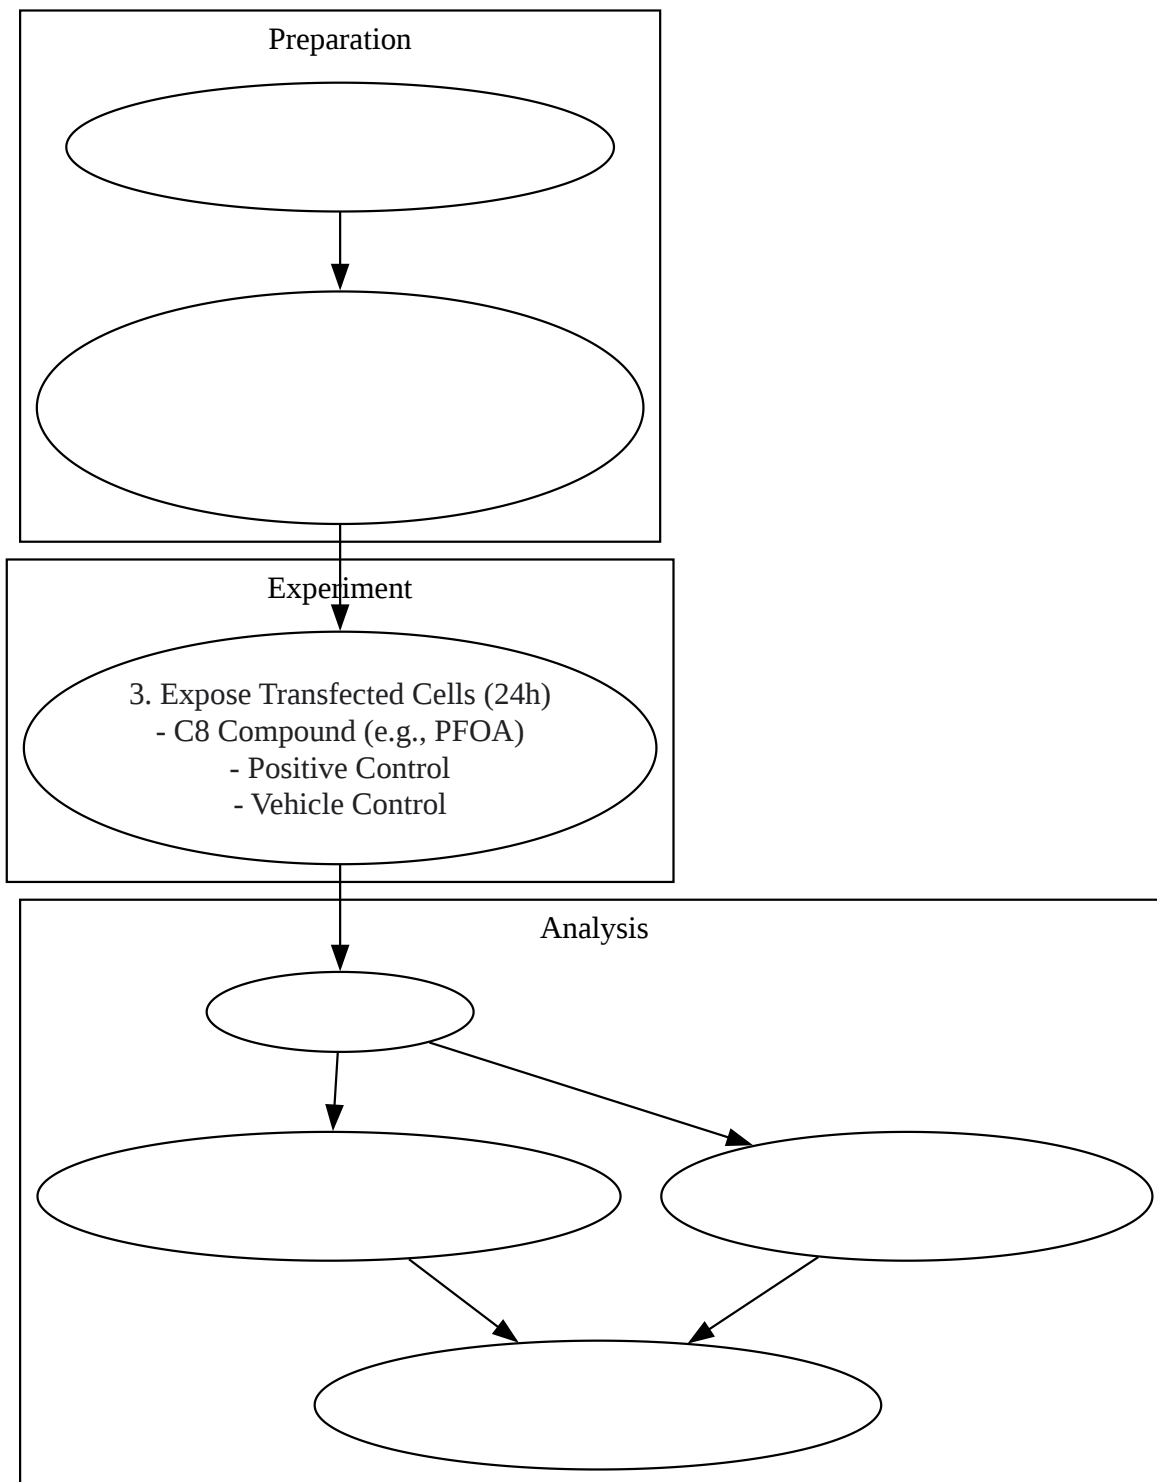 Preparation
Experiment
3. Expose Transfected Cells (24h)
- C8 Compound (e.g., PFOA)
- Positive Control
- Vehicle Control
Analysis